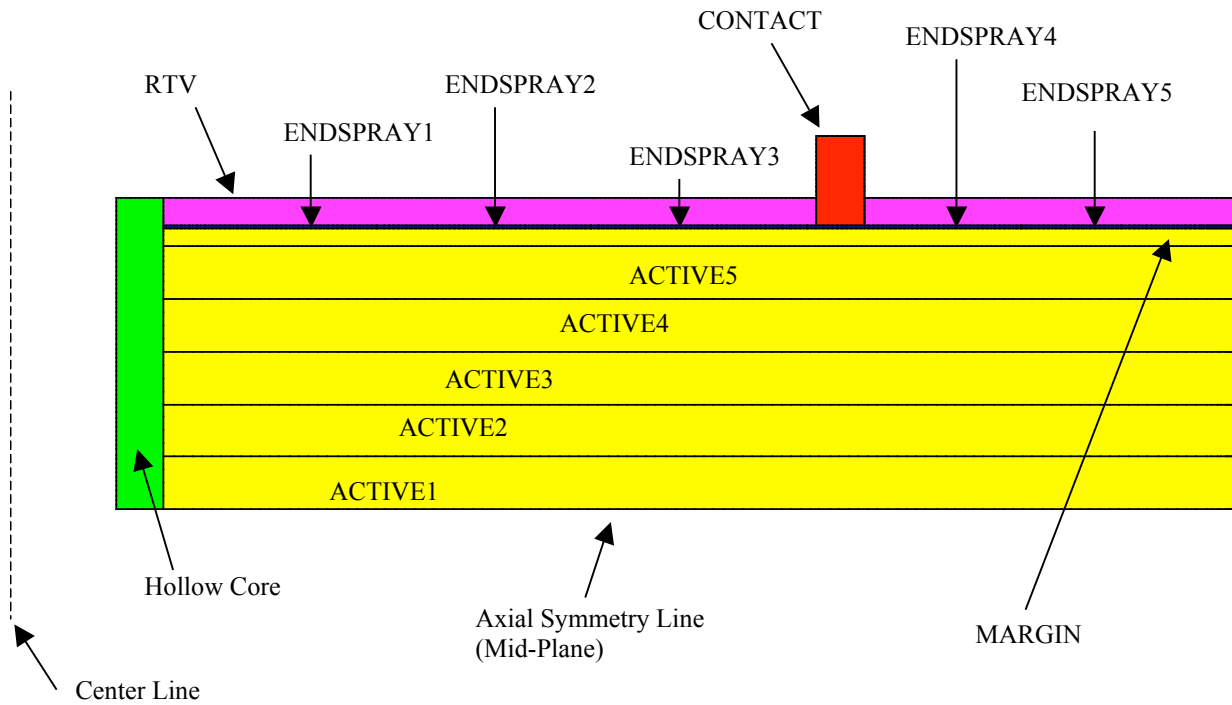 CONTACT
ENDSPRAY4
RTV
ENDSPRAY2
ENDSPRAY5
ENDSPRAY1
ENDSPRAY3
ACTIVE5
ACTIVE4
ACTIVE3
ACTIVE2
ACTIVE1
Hollow Core
Axial Symmetry Line
(Mid-Plane)
MARGIN
Center Line